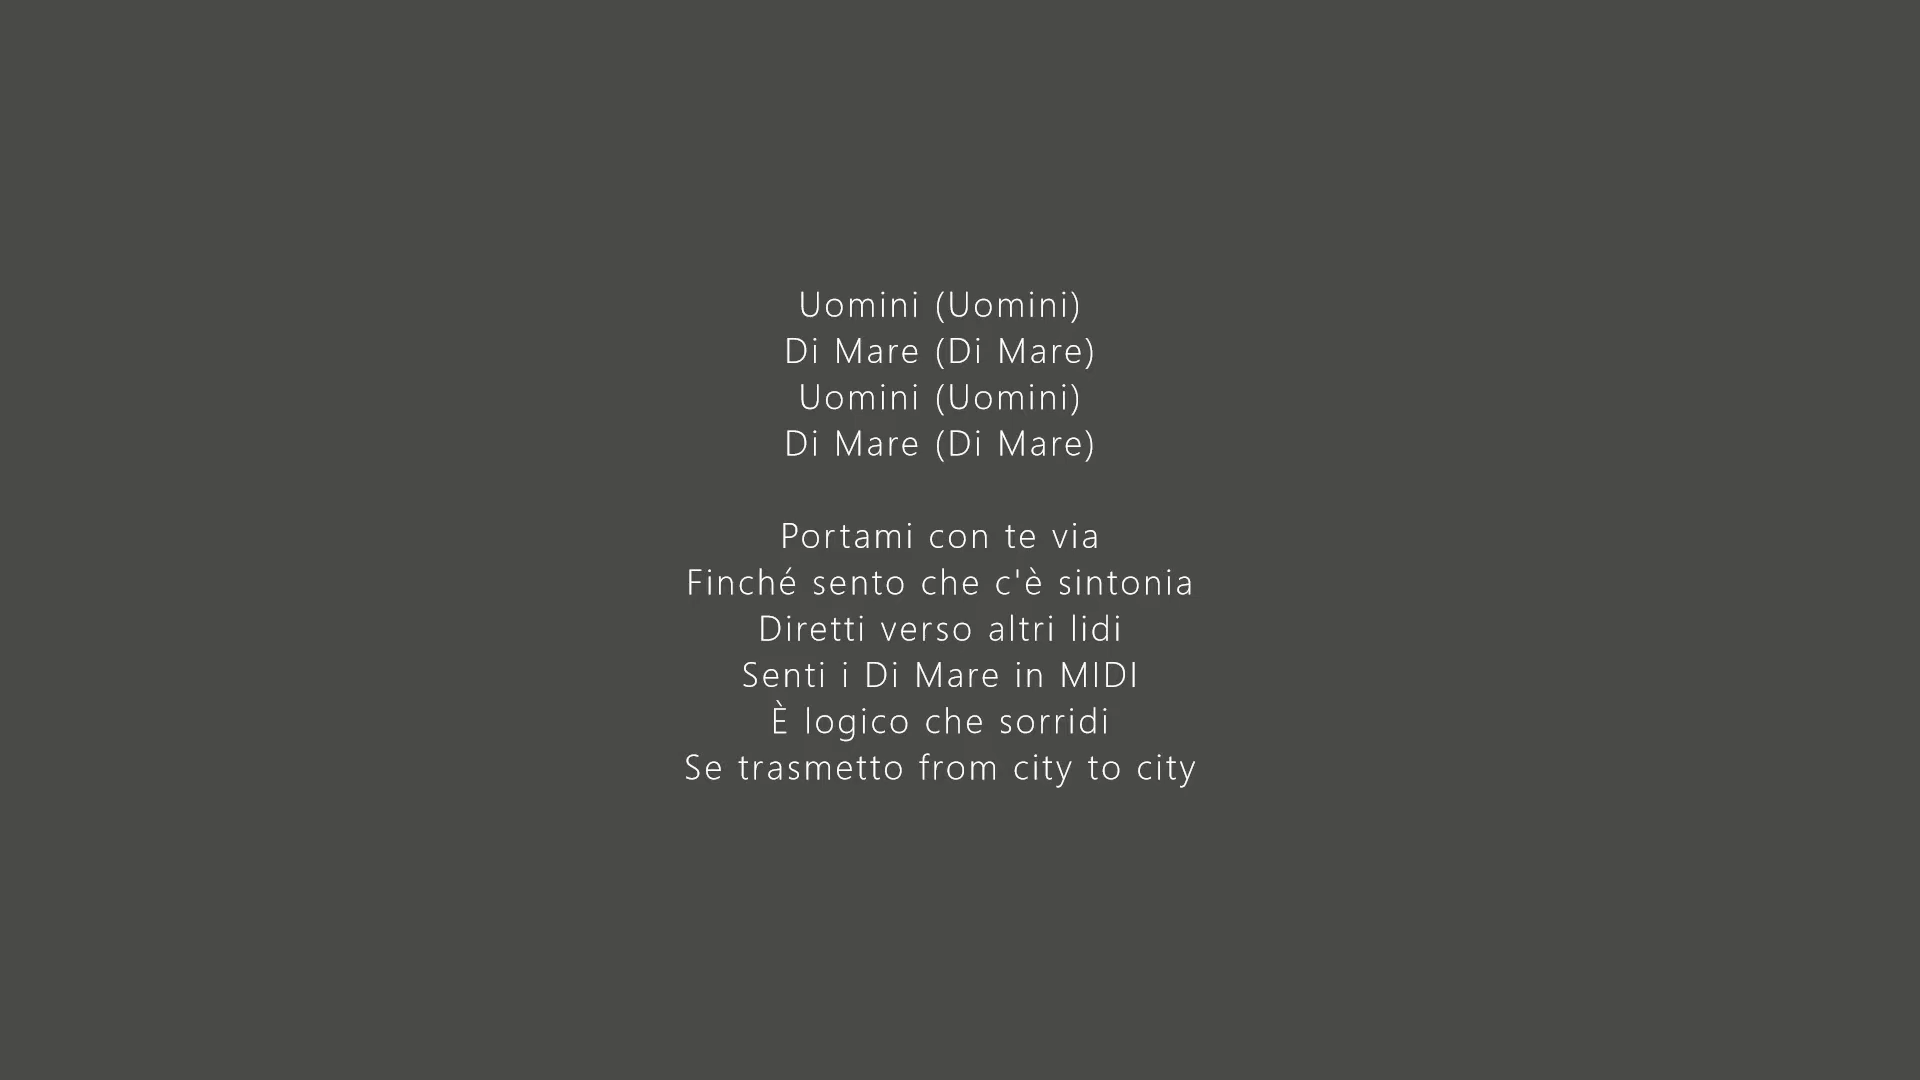 Uomini (Uomini)
Di Mare (Di Mare)
Uomini (Uomini)
Di Mare (Di Mare)
Portami con te via
Finché sento che c'è sintonia
Diretti verso altri lidi
Senti i Di Mare in MIDI
È logico che sorridi
Se trasmetto from city to city